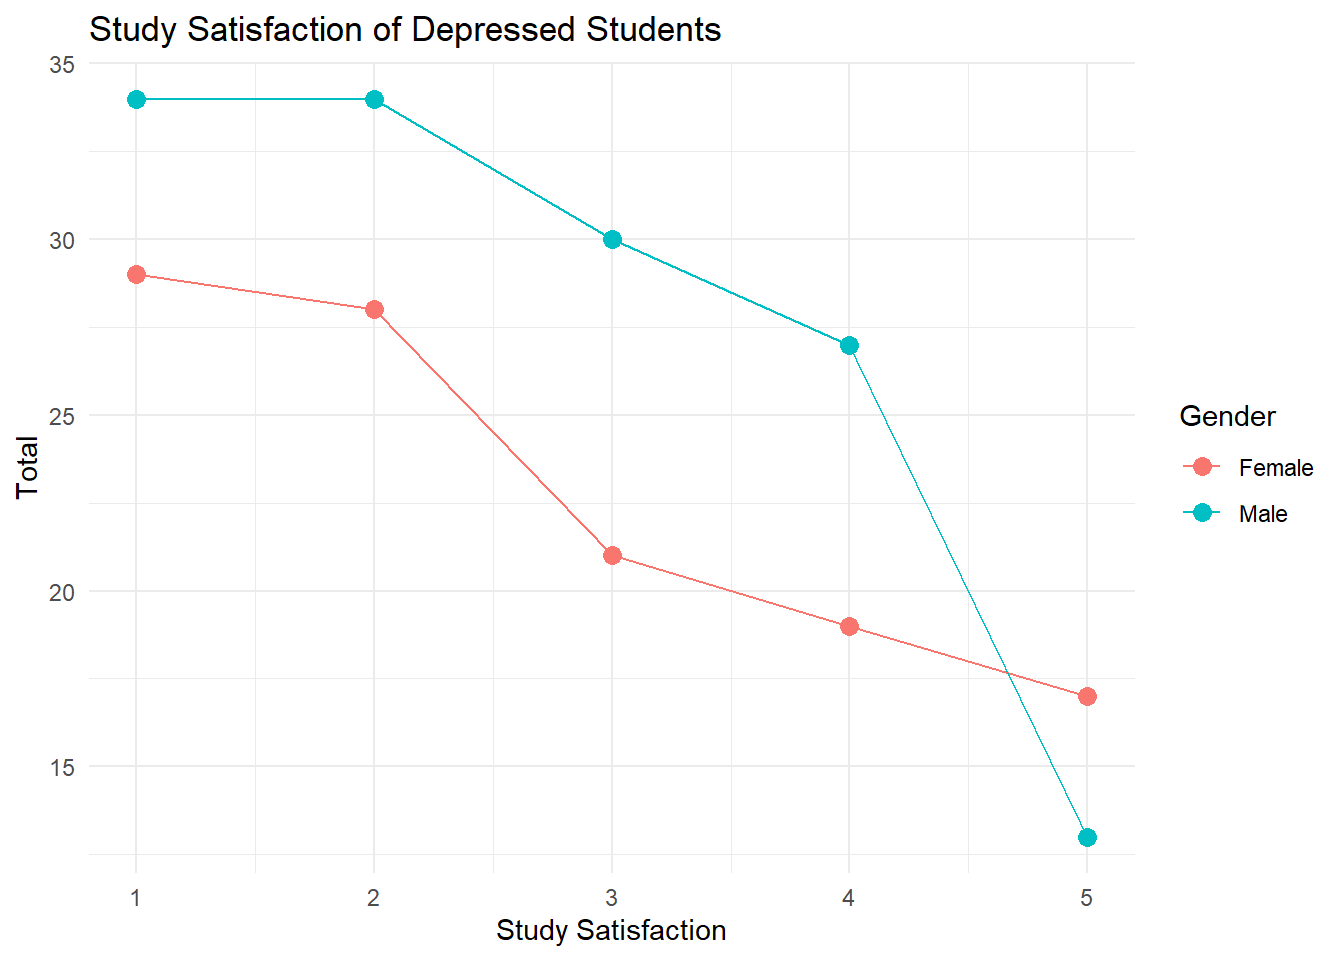 Study Satisfaction of Depressed Students
35
30
25
20
15
Total
1 2 3 4 5
Study Satisfaction
Gender
Female
Male